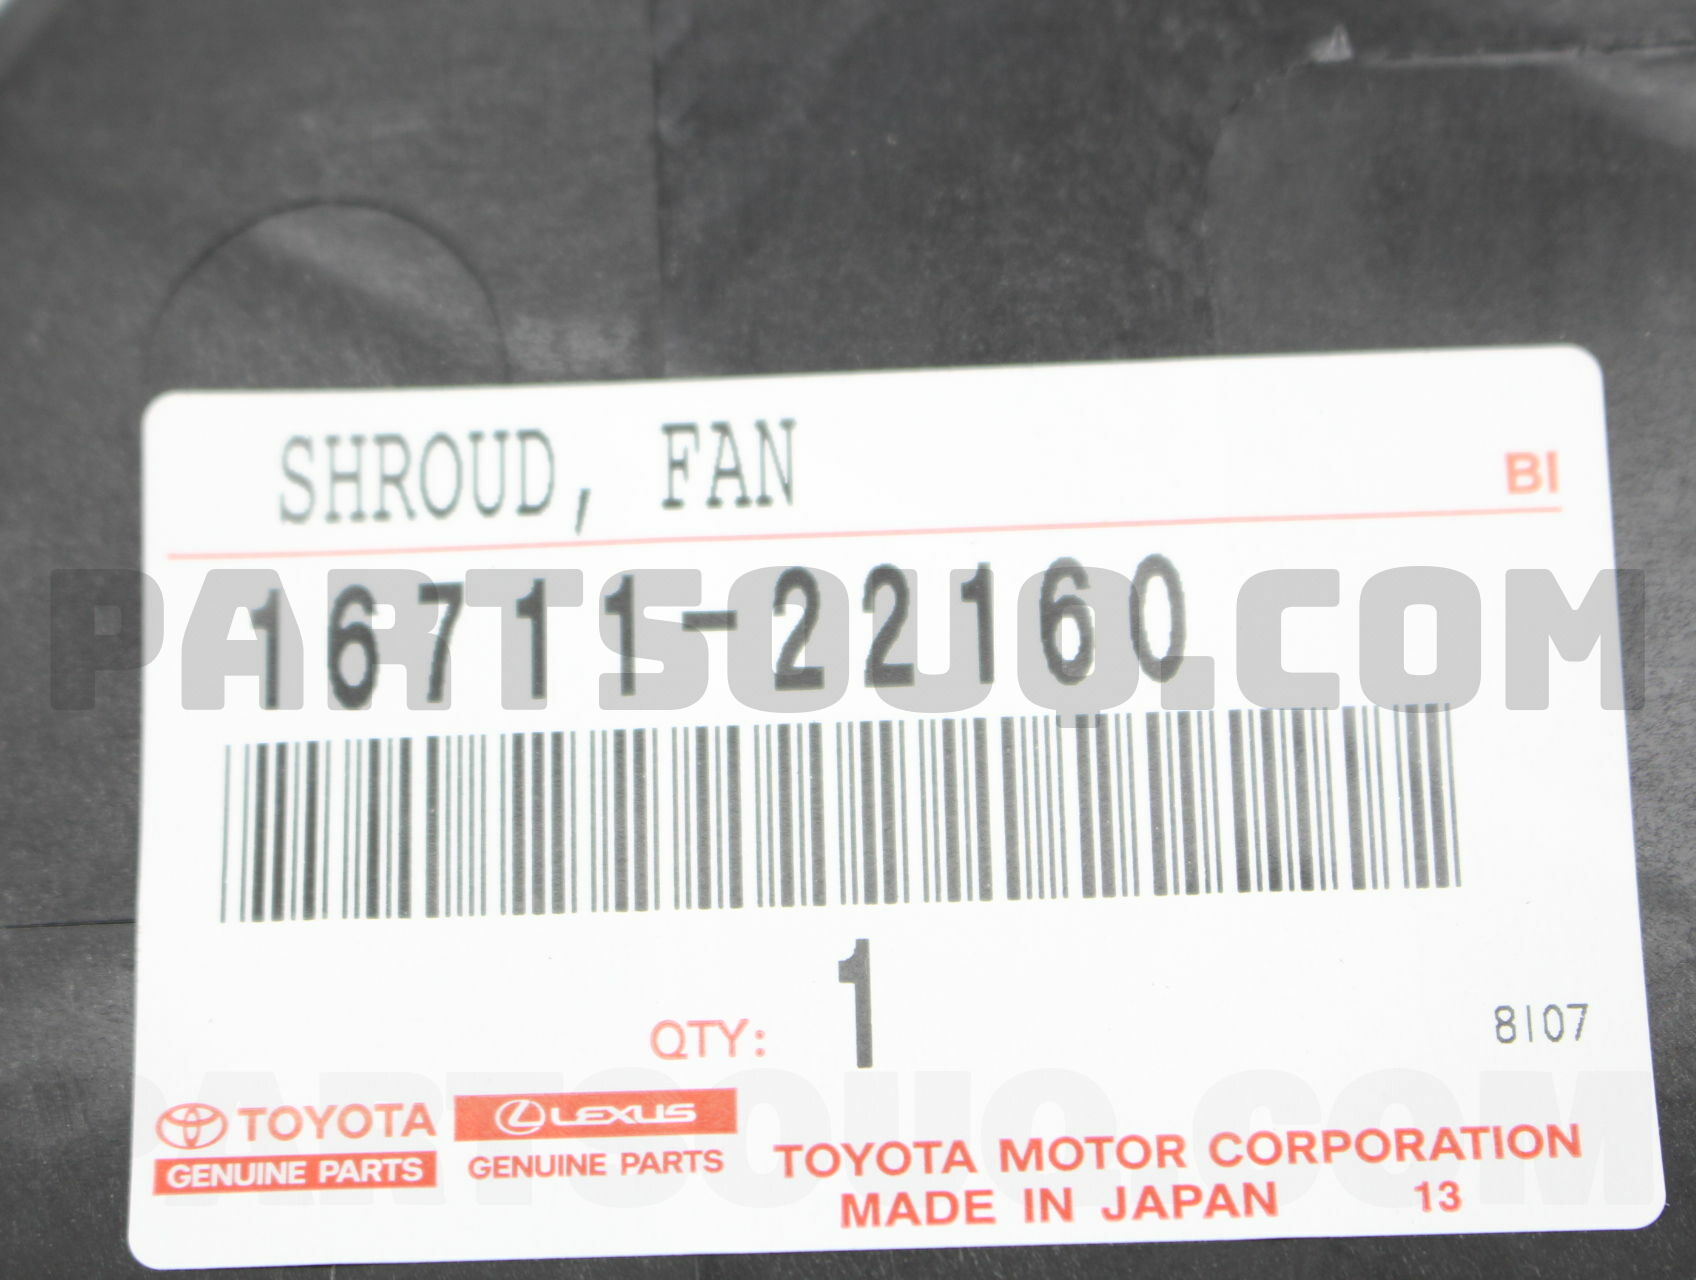 SHROUD, FAN
BI
16711-22160
PARTSOUQ.COM
1
QTY:
8107
TOYOTA
GENUINE PARTS
LEXUS
GENUINE PARTS
TOYOTA MOTOR CORPORATION
MADE IN JAPAN 13
PARTSOUQ.COM